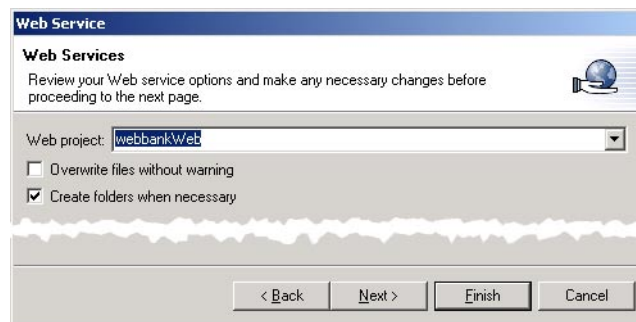 Web Service
Web Services
Review your Web service options and make any necessary changes before
proceeding to the next page.
Web project: webbankWeb
Overwrite files without warning
Create folders when necessary
< Back Next > Finish Cancel